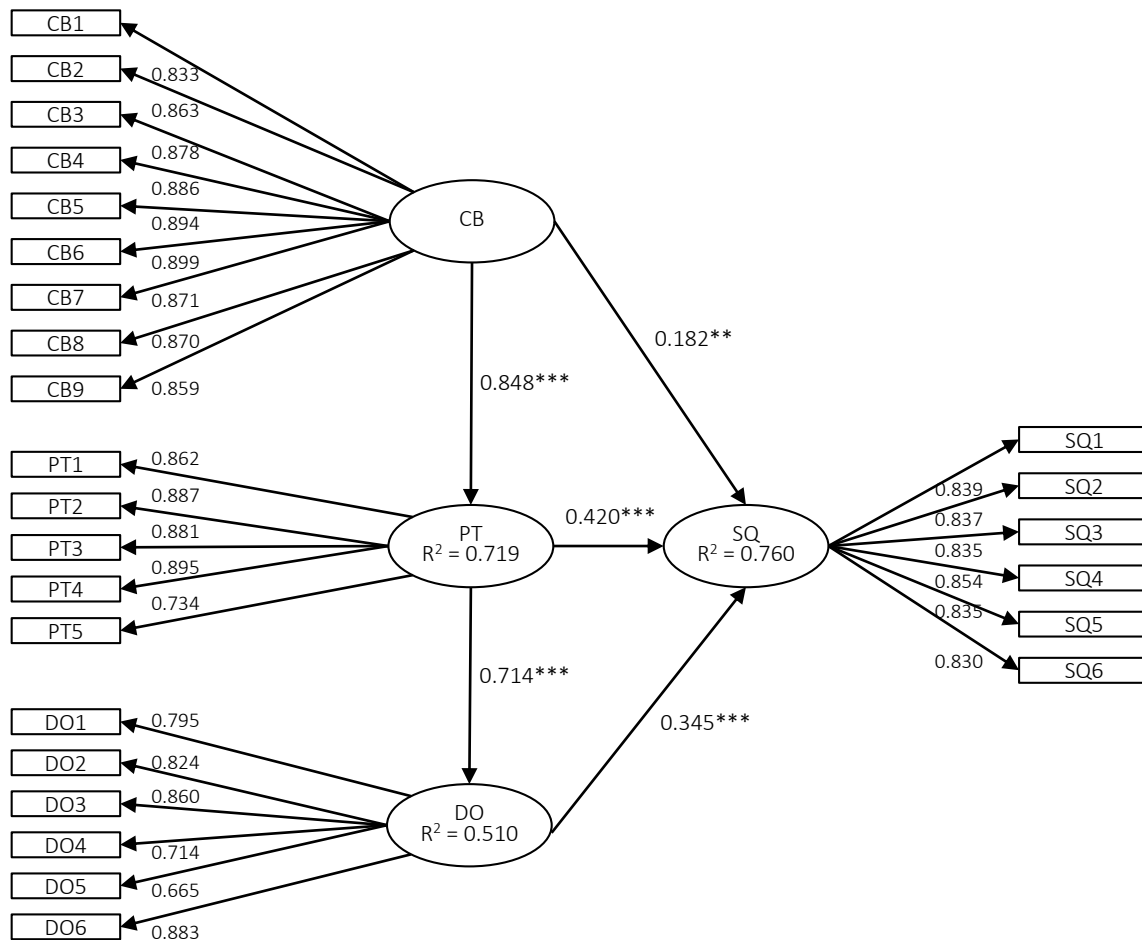 CB1
CB2
0.833
CB3
0.863
CB4
0.878
CB5
0.886
CB6
0.894
CB7
0.899
CB8
0.871
CB9
0.870
0.859
CB
0.182**
0.848***
PT1
0.862
PT2
0.887
PT3
0.881
PT4
0.895
PT5
0.734
PT
R² = 0.719
0.420***
SQ
R² = 0.760
SQ1
0.839
SQ2
0.837
SQ3
0.835
SQ4
0.854
SQ5
0.835
SQ6
0.830
0.714***
0.345***
DO1
0.795
DO2
0.824
DO3
0.860
DO4
0.714
DO5
0.665
DO6
0.883
DO
R² = 0.510